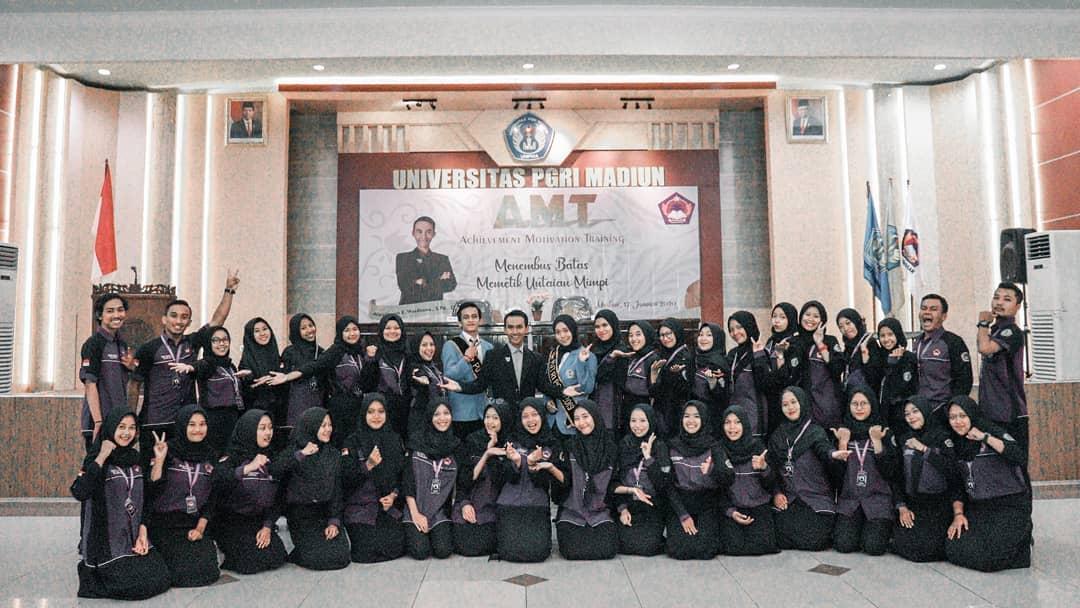 UNIVERSITAS PGRI MADIUN
AMT
ACHIEVEMENT MOTIVATION TRAINING
Menembus Batas
Memetik Untaian Mimpi